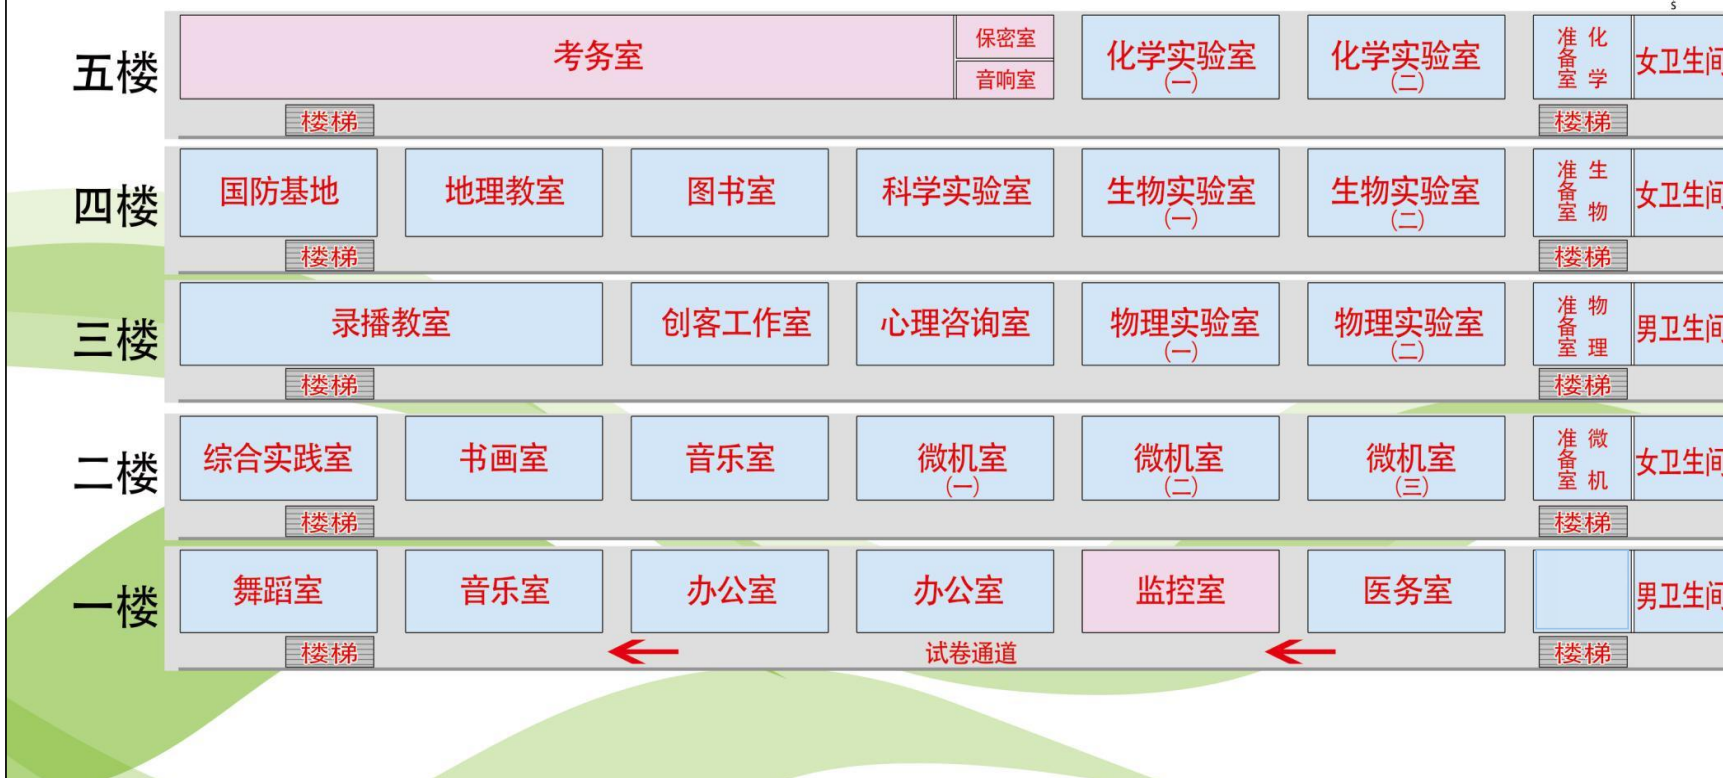 s
五楼
考务室
保密室
音响室
化学实验室
(一)
化学实验室
(二)
化学
准备室
女卫生间
楼梯
楼梯
四楼
国防基地
地理教室
图书室
科学实验室
生物实验室
(一)
生物实验室
(二)
生物
准备室
女卫生间
楼梯
楼梯
三楼
录播教室
创客工作室
心理咨询室
物理实验室
(一)
物理实验室
(二)
物理
准备室
男卫生间
楼梯
楼梯
二楼
综合实践室
书画室
音乐室
微机室
(一)
微机室
(二)
微机室
(三)
微机
准备室
女卫生间
楼梯
楼梯
一楼
舞蹈室
音乐室
办公室
办公室
监控室
医务室
男卫生间
楼梯
试卷通道
楼梯